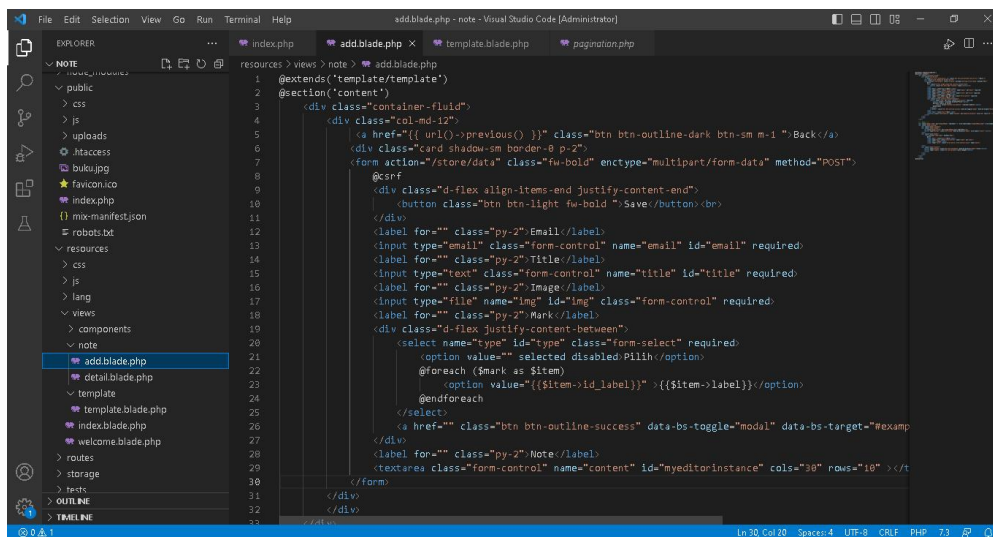 File Edit Selection View Go Run Terminal Help
add.blade.php - note - Visual Studio Code [Administrator]
EXPLORER
NOTE
node_modules
public
css
js
uploads
.htaccess
buku.jpg
favicon.ico
index.php
{} mix-manifest.json
robots.txt
resources
css
js
lang
views
components
note
add.blade.php
detail.blade.php
template
template.blade.php
index.blade.php
welcome.blade.php
routes
storage
tests
OUTLINE
TIMELINE
index.php add.blade.php × template.blade.php pagination.php
resources > views > note > add.blade.php
1 @extends('template/template')
2 @section('content')
3 <div class="container-fluid">
4 <div class="col-md-12">
5 <a href="{{ url()->previous() }}" class="btn btn-outline-dark btn-sm m-1 ">Back</a>
6 <div class="card shadow-sm border-0 p-2">
7 <form action="/store/data" class="fw-bold" enctype="multipart/form-data" method="POST">
8 @csrf
9 <div class="d-flex align-items-end justify-content-end">
10 <button class="btn btn-light fw-bold ">Save</button><br>
11 </div>
12 <label for="" class="py-2">Email</label>
13 <input type="email" class="form-control" name="email" id="email" required>
14 <label for="" class="py-2">Title</label>
15 <input type="text" class="form-control" name="title" id="title" required>
16 <label for="" class="py-2">Image</label>
17 <input type="file" name="img" id="img" class="form-control" required>
18 <label for="" class="py-2">Mark</label>
19 <div class="d-flex justify-content-between">
20 <select name="type" id="type" class="form-select" required>
21 <option value="" selected disabled>Pilih</option>
22 @foreach ($mark as $item)
23 <option value="{{$item->id_label}}" >{{$item->label}}</option>
24 @endforeach
25 </select>
26 <a href="" class="btn btn-outline-success" data-bs-toggle="modal" data-bs-target="#examp
27 </div>
28 <label for="" class="py-2">Note</label>
29 <textarea class="form-control" name="content" id="myeditorinstance" cols="30" rows="10" ></t
30 </form>
31 </div>
32 </div>
33 </div>
0 1 Ln 30, Col 20 Spaces: 4 UTF-8 CRLF PHP 7.3